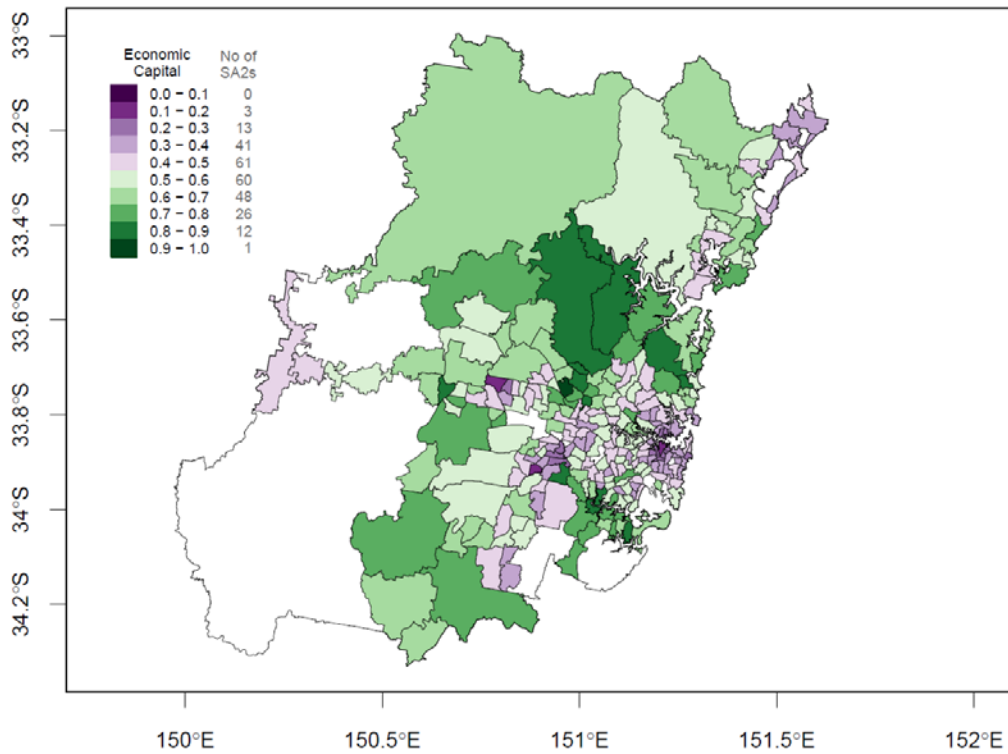 Economic Capital No of SA2s
0.0 – 0.1 0
0.1 – 0.2 3
0.2 – 0.3 13
0.3 – 0.4 41
0.4 – 0.5 61
0.5 – 0.6 60
0.6 – 0.7 48
0.7 – 0.8 26
0.8 – 0.9 12
0.9 – 1.0 1
33°S
33.2°S
33.4°S
33.6°S
33.8°S
34°S
34.2°S
150°E 150.5°E 151°E 151.5°E 152°E